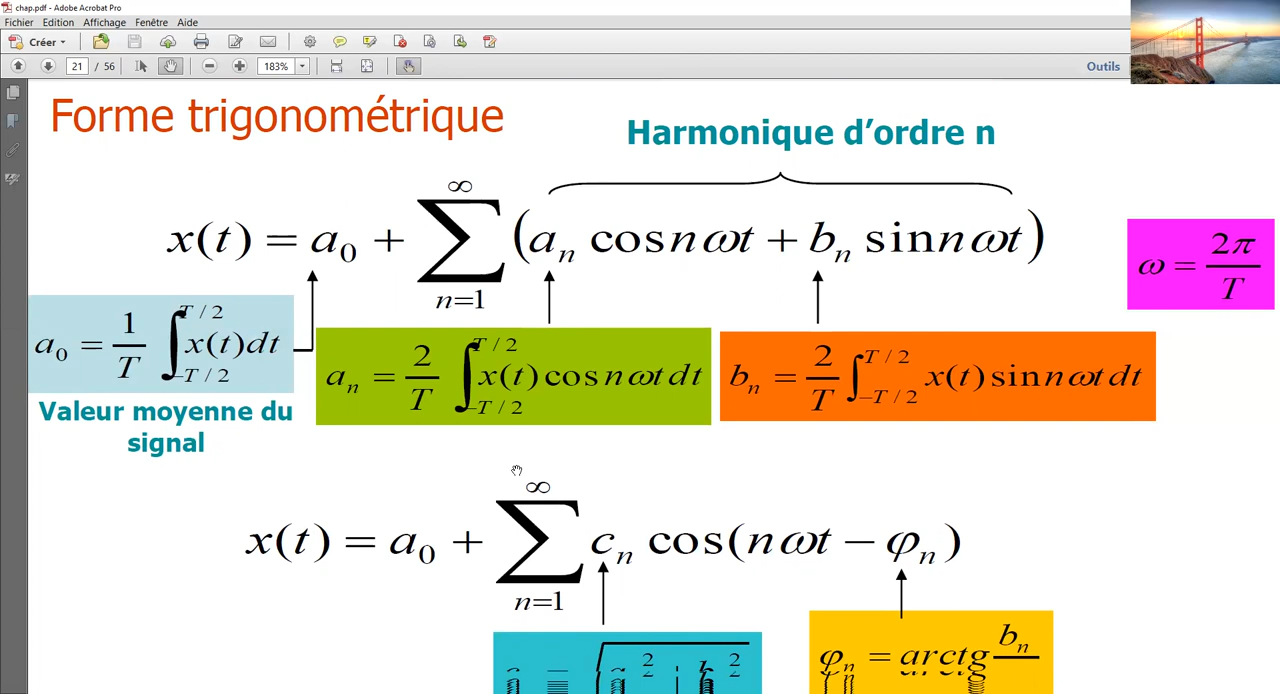 chap.pdf - Adobe Acrobat Pro
Fichier Edition Affichage Fenêtre Aide
Créer
21 / 56 183% Outils
Forme trigonométrique
Harmonique d’ordre n
x(t) = a₀ + ∑_{n=1}^{∞} (aₙ cos nωt + bₙ sin nωt)
ω = 2π / T
a₀ = 1/T ∫_{-T/2}^{T/2} x(t)dt
aₙ = 2/T ∫_{-T/2}^{T/2} x(t) cos nωt dt
bₙ = 2/T ∫_{-T/2}^{T/2} x(t) sin nωt dt
Valeur moyenne du
signal
x(t) = a₀ + ∑_{n=1}^{∞} cₙ cos(nωt − φₙ)
φₙ = arctg bₙ